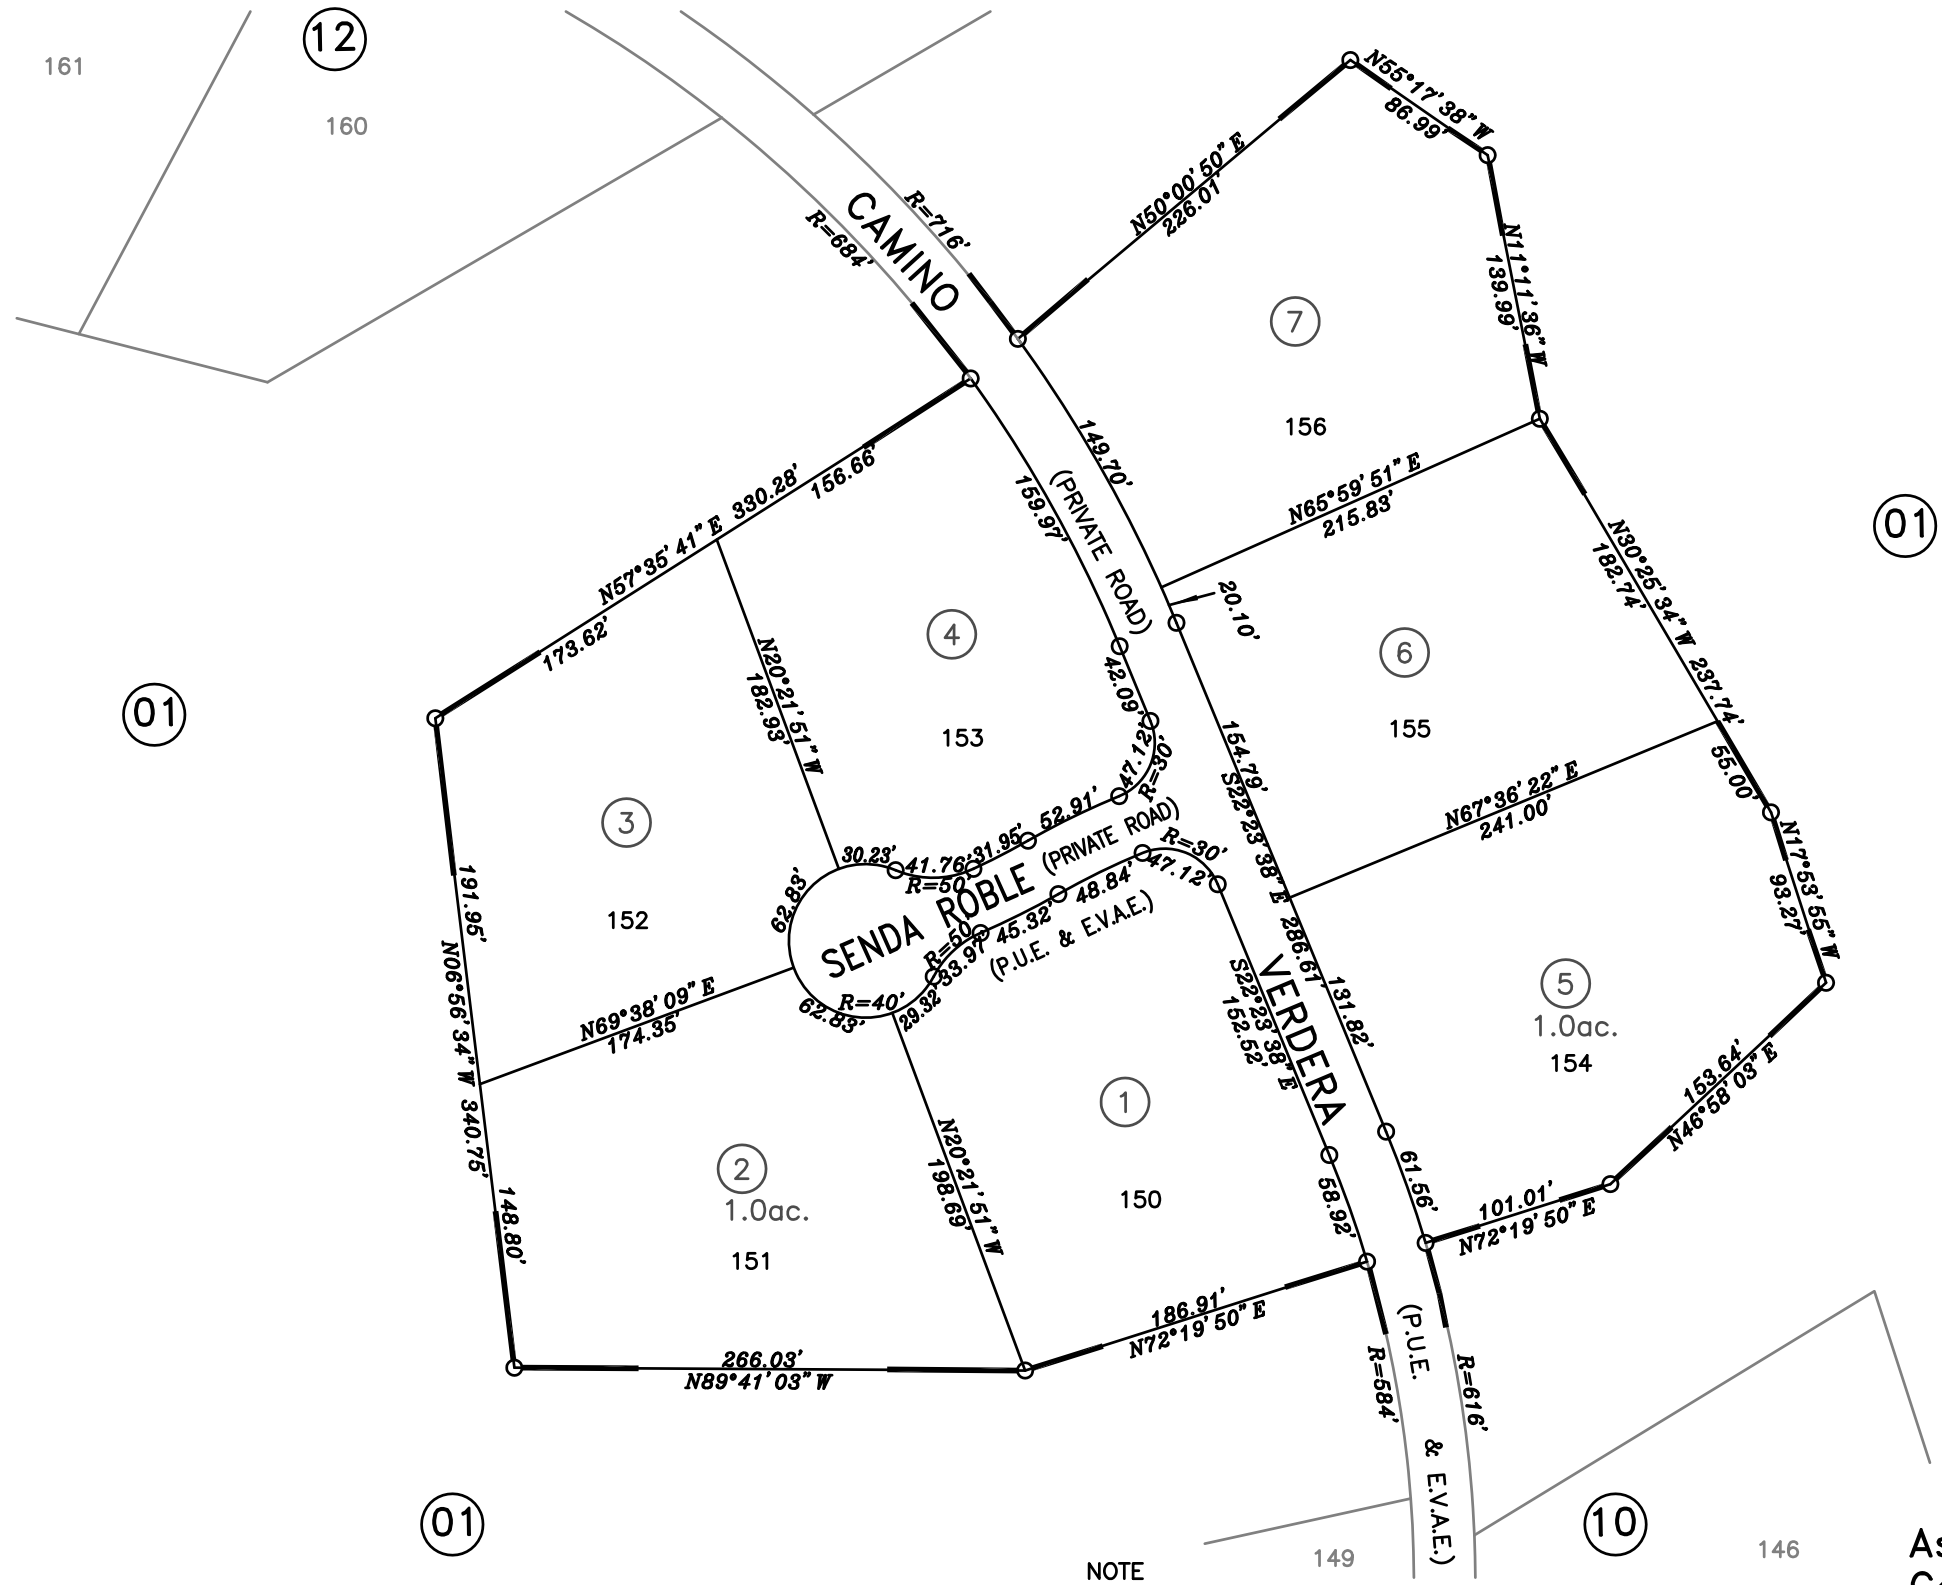 12
161
160
CAMINO
R=716'
R=684'
N55°17'38"W
86.99'
N50°00'50"E
226.01'
N11°11'36"W
139.99'
7
156
149.70'
(PRIVATE ROAD)
159.97'
N65°59'51"E
215.83'
20.10'
01
N57°35'41"E 330.28'
156.66'
173.62'
N30°25'34"W 237.74'
182.74'
55.00'
4
153
N20°21'51"W
182.93'
42.09'
47.12'
R=30'
6
155
154.79'
S22°23'38"E 286.61'
131.82'
N67°36'22"E
241.00'
01
3
152
191.95'
N06°56'34"W 340.75'
148.80'
30.23'
41.76'
R=50'
31.95'
52.91'
(PRIVATE ROAD)
SENDA ROBLE
62.83'
R=30'
47.12'
48.84'
45.32'
(P.U.E. & E.V.A.E.)
R=50'
33.97'
29.32'
R=40'
62.83'
N69°38'09"E
174.35'
N17°53'55"W
93.27'
VERDERA
S22°23'38"E
152.52'
5
1.0ac.
154
153.64'
N46°58'03"E
1
150
N20°21'51"W
198.69'
2
1.0ac.
151
61.56'
58.92'
101.01'
N72°19'50"E
186.91'
N72°19'50"E
266.03'
N89°41'03"W
(P.U.E. & E.V.A.E.)
R=584'
R=616'
01
10
149
146
NOTE